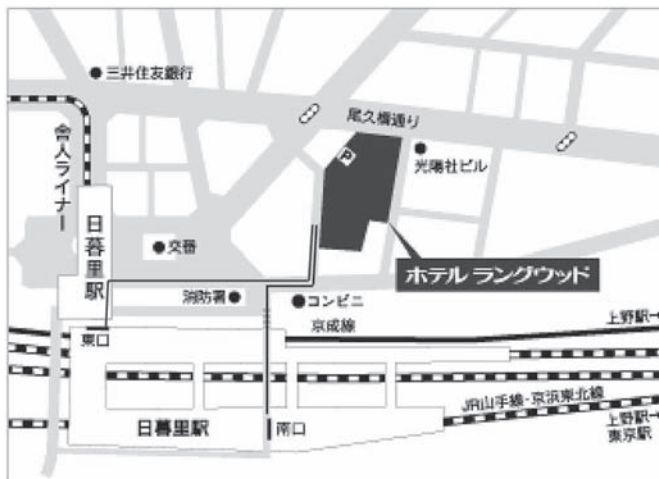 三井住友銀行
尾久橋通り
P
光陽社ビル
舎人ライナー
日暮里駅
交番
ホテル ラングウッド
消防署
コンビニ
東口
京成線
上野駅→
JR山手線・京浜東北線
日暮里駅
南口
上野駅→
東京駅